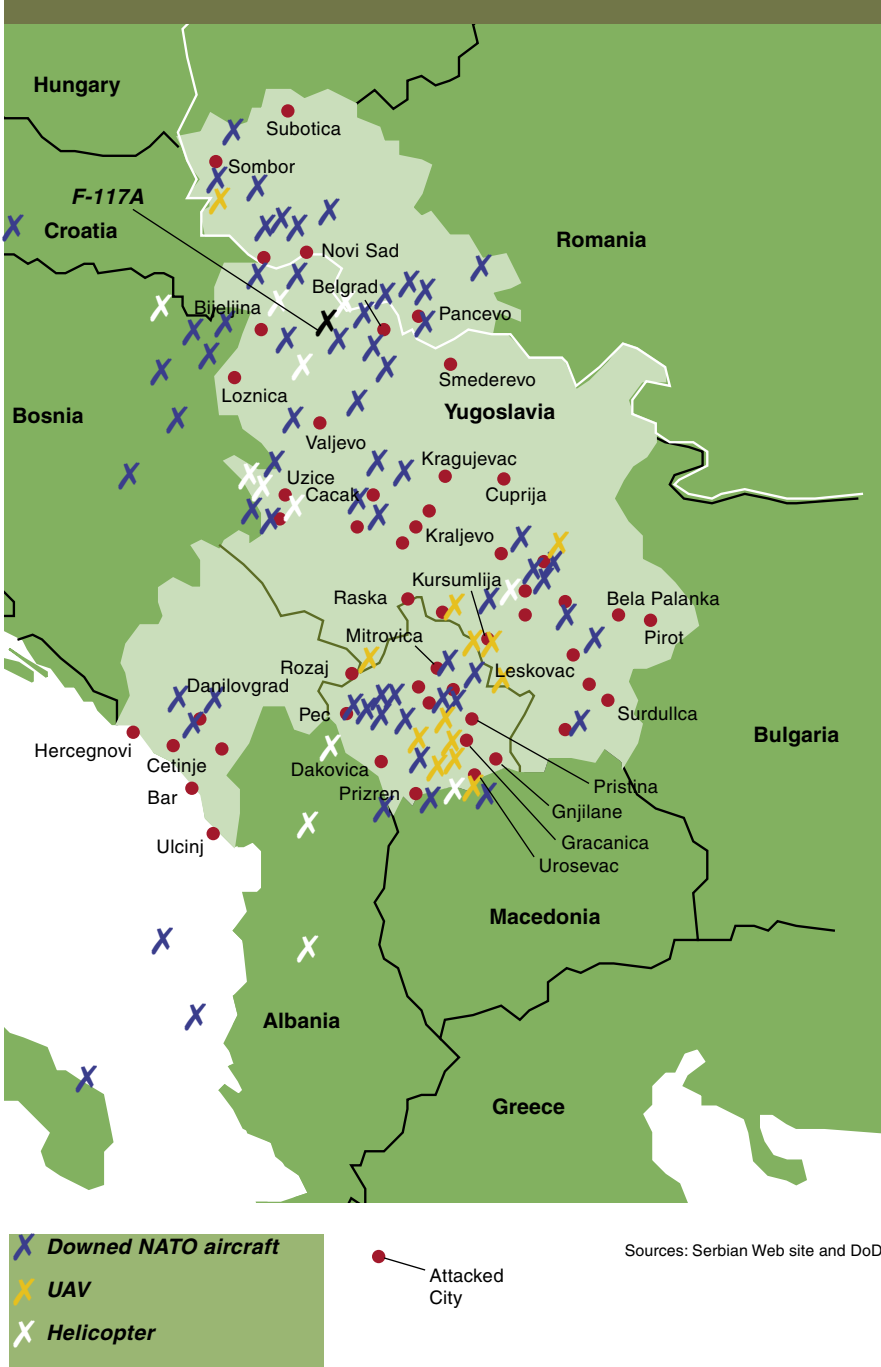 Hungary
Subotica
Sombor
F-117A
Croatia
Romania
Novi Sad
Belgrad
Bijeljina
Pancevo
Smederevo
Loznica
Bosnia
Yugoslavia
Valjevo
Kragujevac
Uzice
Cuprija
Cacak
Kraljevo
Kursumlija
Raska
Bela Palanka
Mitrovica
Pirot
Rozaj
Leskovac
Danilovgrad
Pec
Surdullca
Hercegnovi
Bulgaria
Cetinje
Dakovica
Pristina
Bar
Prizren
Gnjilane
Ulcinj
Gracanica
Urosevac
Macedonia
Albania
Greece
Downed NATO aircraft
UAV
Helicopter
Attacked
City
Sources: Serbian Web site and DoD